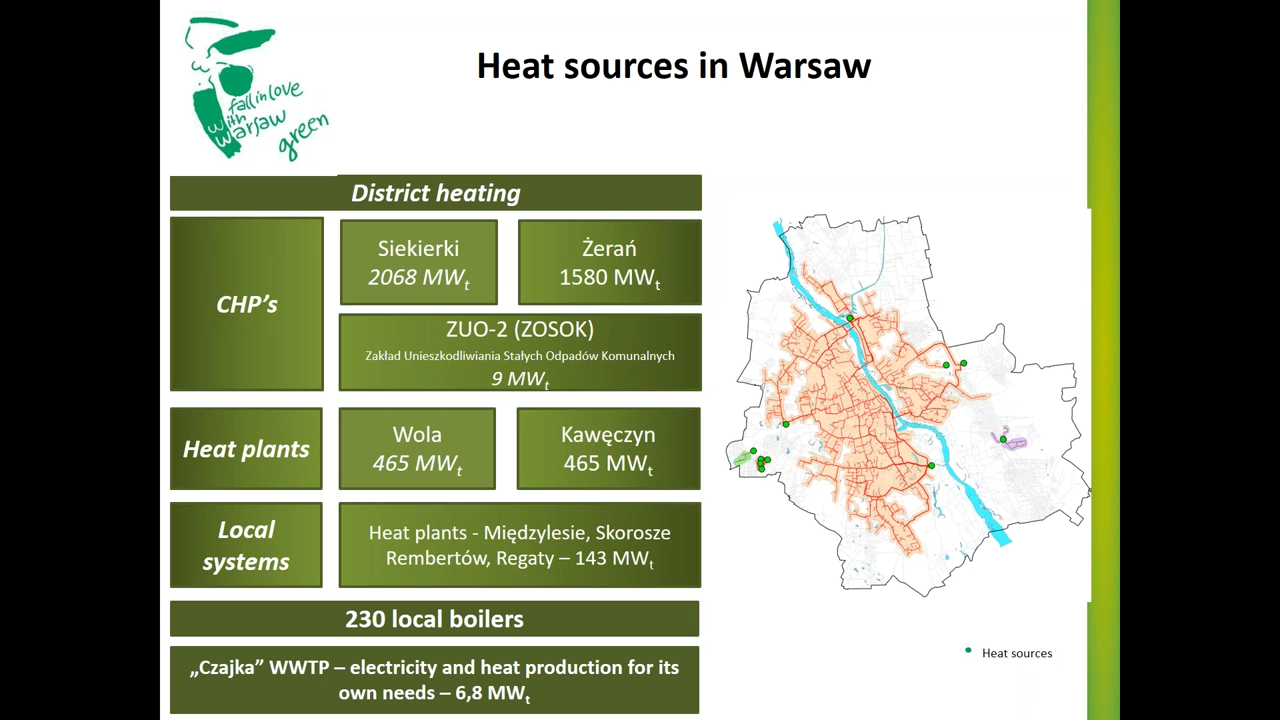 fall in love
with
warsaw
green
Heat sources in Warsaw
District heating
CHP's
Siekierki
2068 MWt
Żerań
1580 MWt
ZUO-2 (ZOSOK)
Zakład Unieszkodliwiania Stałych Odpadów Komunalnych
9 MWt
Heat plants
Wola
465 MWt
Kawęczyn
465 MWt
Local
systems
Heat plants - Międzylesie, Skorosze
Rembertów, Regaty – 143 MWt
230 local boilers
„Czajka” WWTP – electricity and heat production for its
own needs – 6,8 MWt
Heat sources